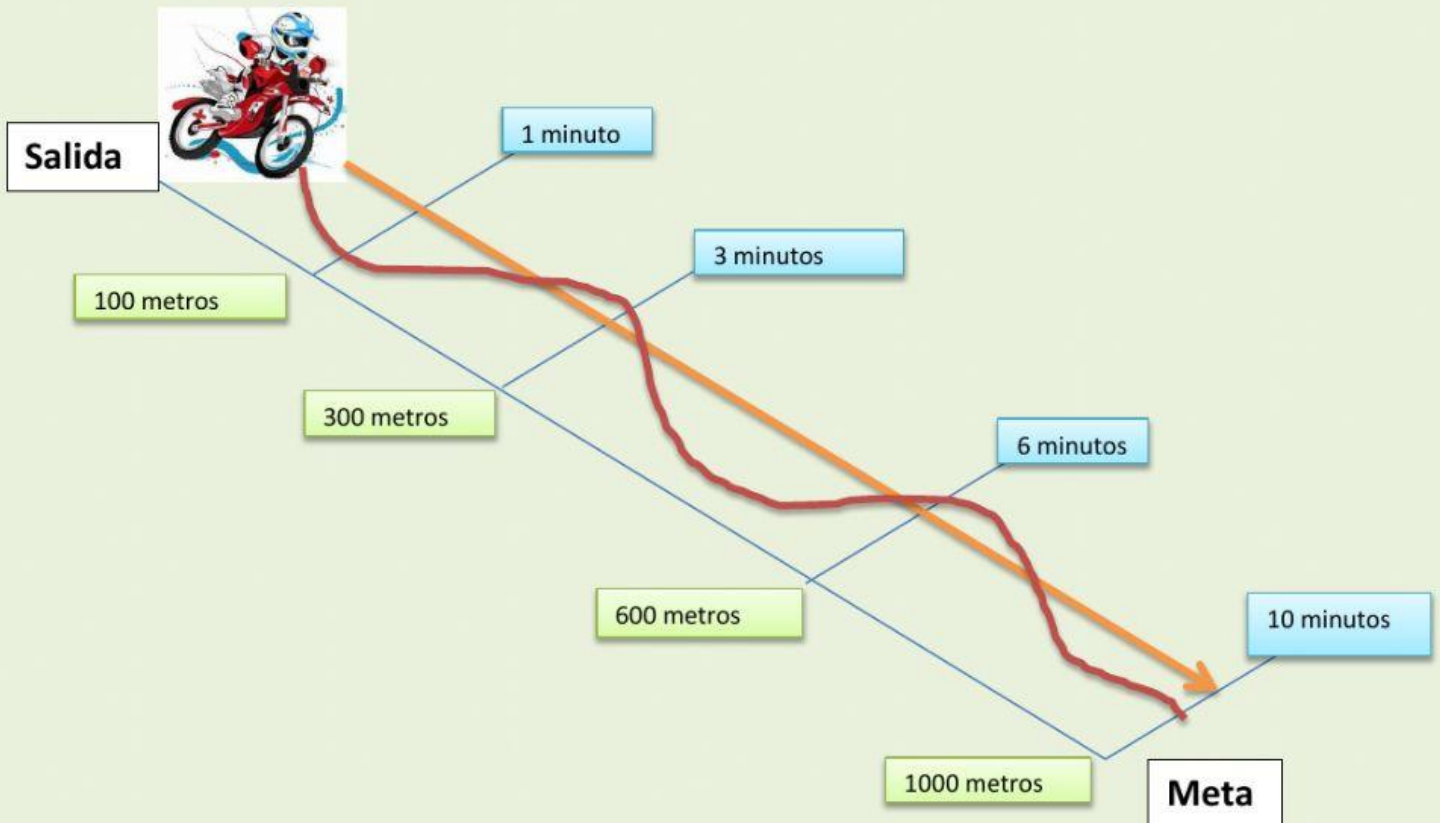 Salida
1 minuto
100 metros
3 minutos
300 metros
6 minutos
600 metros
10 minutos
1000 metros
Meta